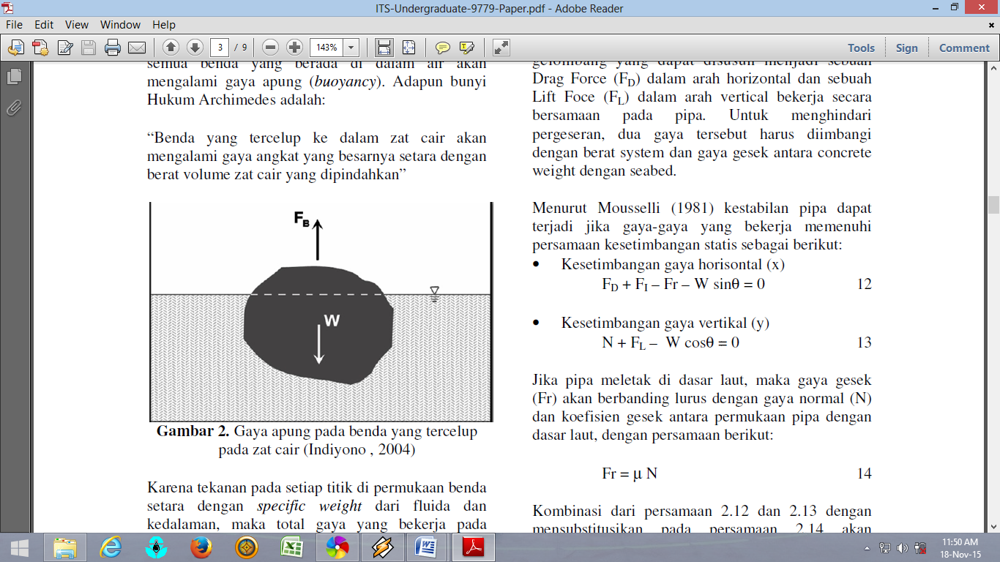 ITS-Undergraduate-9779-Paper.pdf - Adobe Reader
File Edit View Window Help
3 / 9 143% Tools Sign Comment
semua benda yang berada di dalam air akan
mengalami gaya apung (buoyancy). Adapun bunyi
Hukum Archimedes adalah:
“Benda yang tercelup ke dalam zat cair akan
mengalami gaya angkat yang besarnya setara dengan
berat volume zat cair yang dipindahkan”
FB
W
Gambar 2. Gaya apung pada benda yang tercelup
pada zat cair (Indiyono , 2004)
Karena tekanan pada setiap titik di permukaan benda
setara dengan specific weight dari fluida dan
kedalaman, maka total gaya yang bekerja pada
gelombang yang dapat disusun menjadi sebuah
Drag Force (FD) dalam arah horizontal dan sebuah
Lift Foce (FL) dalam arah vertical bekerja secara
bersamaan pada pipa. Untuk menghindari
pergeseran, dua gaya tersebut harus diimbangi
dengan berat system dan gaya gesek antara concrete
weight dengan seabed.
Menurut Mousselli (1981) kestabilan pipa dapat
terjadi jika gaya-gaya yang bekerja memenuhi
persamaan kesetimbangan statis sebagai berikut:
• Kesetimbangan gaya horisontal (x)
FD + FI – Fr – W sinθ = 0 12
• Kesetimbangan gaya vertikal (y)
N + FL – W cosθ = 0 13
Jika pipa meletak di dasar laut, maka gaya gesek
(Fr) akan berbanding lurus dengan gaya normal (N)
dan koefisien gesek antara permukaan pipa dengan
dasar laut, dengan persamaan berikut:
Fr = µ N 14
Kombinasi dari persamaan 2.12 dan 2.13 dengan
mensubstitusikan pada persamaan 2.14 akan
11:50 AM
18-Nov-15